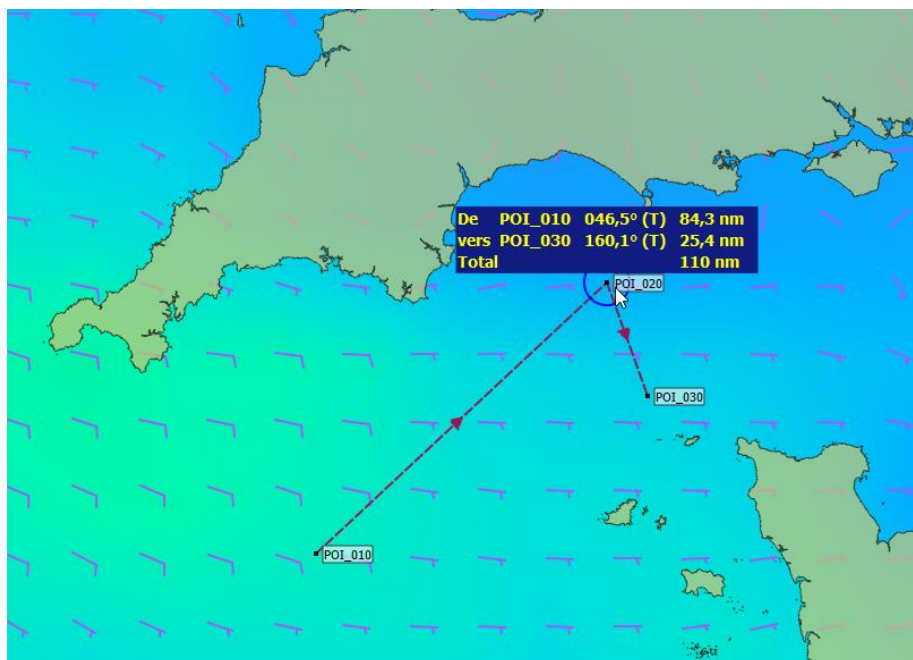 De POI_010 046,5° (T) 84,3 nm
vers POI_030 160,1° (T) 25,4 nm
Total 110 nm
POI_020
POI_030
POI_010